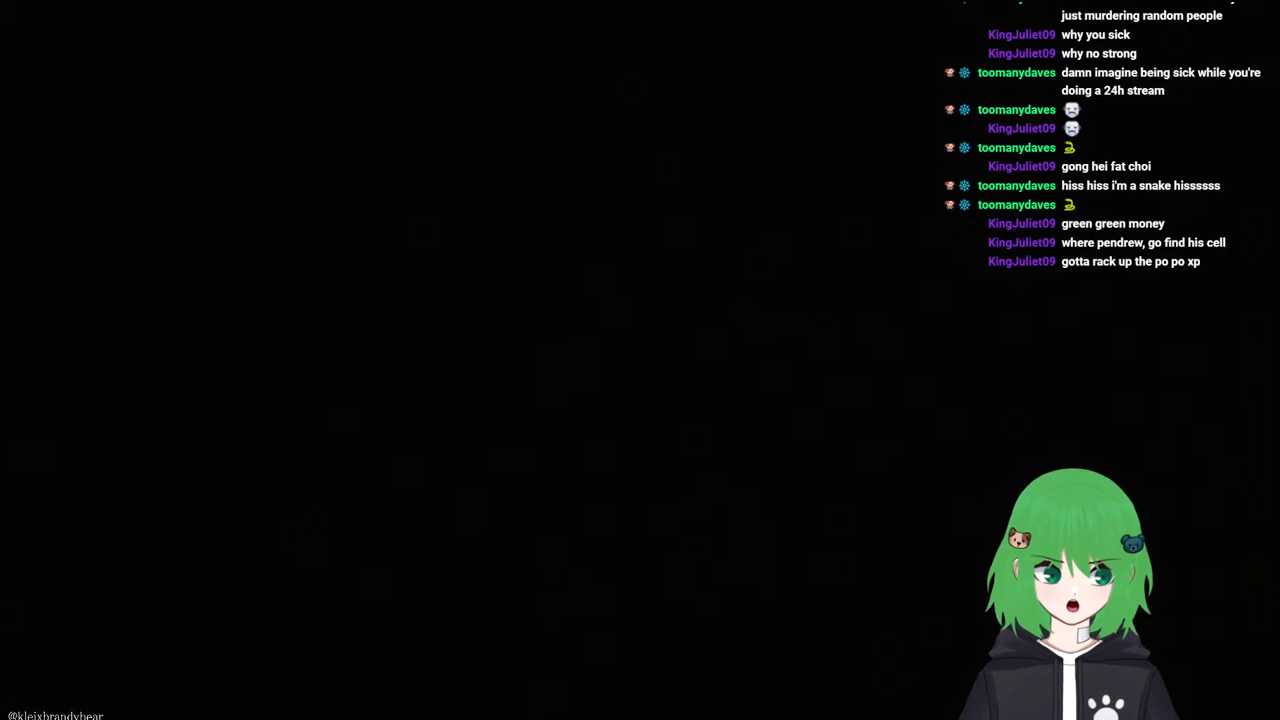 just murdering random people
KingJuliet09 why you sick
KingJuliet09 why no strong
toomanydaves damn imagine being sick while you're
doing a 24h stream
toomanydaves
KingJuliet09
toomanydaves
KingJuliet09 gong hei fat choi
toomanydaves hiss hiss i'm a snake hissssss
toomanydaves
KingJuliet09 green green money
KingJuliet09 where pendrew, go find his cell
KingJuliet09 gotta rack up the po po xp
@kleixbrandybear